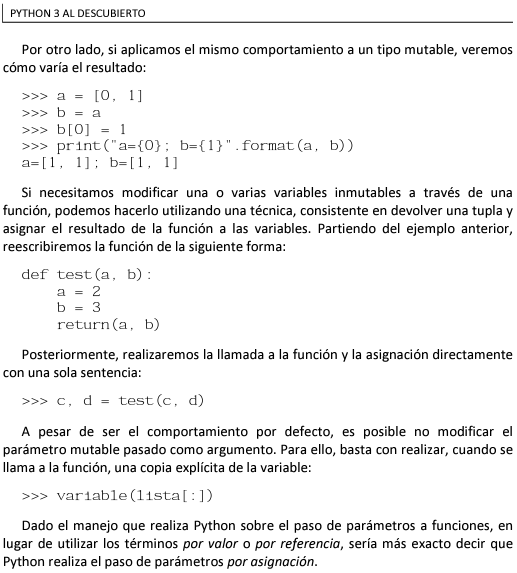 PYTHON 3 AL DESCUBIERTO
Por otro lado, si aplicamos el mismo comportamiento a un tipo mutable, veremos
cómo varía el resultado:
>>> a = [0, 1]
>>> b = a
>>> b[0] = 1
>>> print("a={0}; b={1}".format(a, b))
a=[1, 1]; b=[1, 1]
Si necesitamos modificar una o varias variables inmutables a través de una
función, podemos hacerlo utilizando una técnica, consistente en devolver una tupla y
asignar el resultado de la función a las variables. Partiendo del ejemplo anterior,
reescribiremos la función de la siguiente forma:
def test(a, b):
    a = 2
    b = 3
    return(a, b)
Posteriormente, realizaremos la llamada a la función y la asignación directamente
con una sola sentencia:
>>> c, d = test(c, d)
A pesar de ser el comportamiento por defecto, es posible no modificar el
parámetro mutable pasado como argumento. Para ello, basta con realizar, cuando se
llama a la función, una copia explícita de la variable:
>>> variable(lista[:])
Dado el manejo que realiza Python sobre el paso de parámetros a funciones, en
lugar de utilizar los términos por valor o por referencia, sería más exacto decir que
Python realiza el paso de parámetros por asignación.